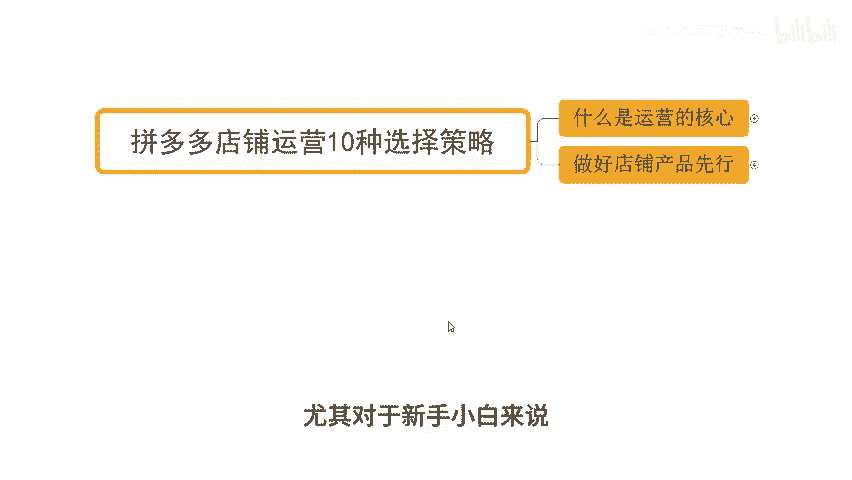 bilibili
拼多多店铺运营10种选择策略
什么是运营的核心
做好店铺产品先行
尤其对于新手小白来说